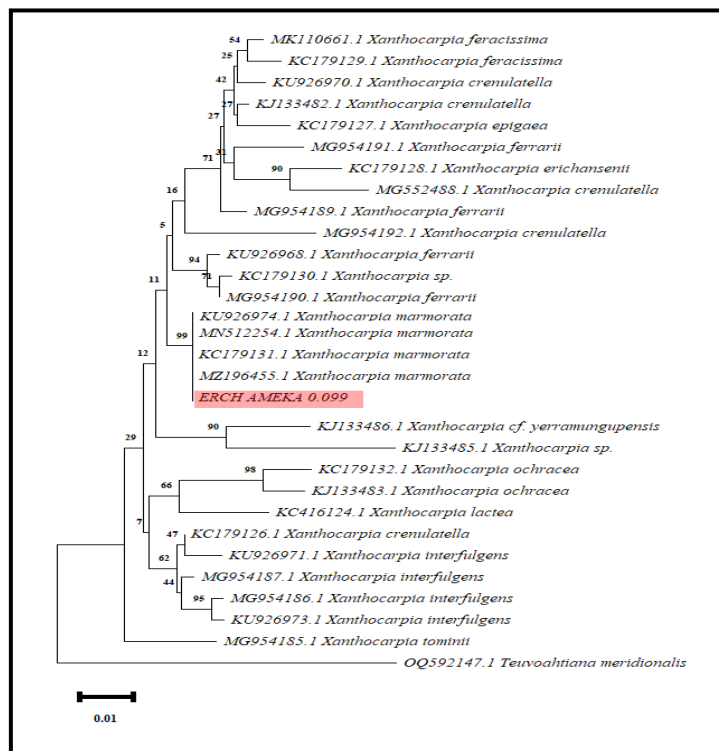 54
MK110661.1 Xanthocarpia feracissima
25
KC179129.1 Xanthocarpia feracissima
42
KU926970.1 Xanthocarpia crenulatella
27
KJ133482.1 Xanthocarpia crenulatella
27
KC179127.1 Xanthocarpia epigaea
31
MG954191.1 Xanthocarpia ferrarii
71
90
KC179128.1 Xanthocarpia erichansenii
MG552488.1 Xanthocarpia crenulatella
16
MG954189.1 Xanthocarpia ferrarii
5
MG954192.1 Xanthocarpia crenulatella
94
KU926968.1 Xanthocarpia ferrarii
71
KC179130.1 Xanthocarpia sp.
11
MG954190.1 Xanthocarpia ferrarii
KU926974.1 Xanthocarpia marmorata
99
MN512254.1 Xanthocarpia marmorata
12
KC179131.1 Xanthocarpia marmorata
MZ196455.1 Xanthocarpia marmorata
ERCH AMEKA 0.099
90
KJ133486.1 Xanthocarpia cf. yerramungupensis
29
KJ133485.1 Xanthocarpia sp.
98
KC179132.1 Xanthocarpia ochracea
66
KJ133483.1 Xanthocarpia ochracea
7
KC416124.1 Xanthocarpia lactea
47
KC179126.1 Xanthocarpia crenulatella
62
KU926971.1 Xanthocarpia interfulgens
44
MG954187.1 Xanthocarpia interfulgens
95
MG954186.1 Xanthocarpia interfulgens
KU926973.1 Xanthocarpia interfulgens
MG954185.1 Xanthocarpia tominii
OQ592147.1 Teuvoahtiana meridionalis
0.01